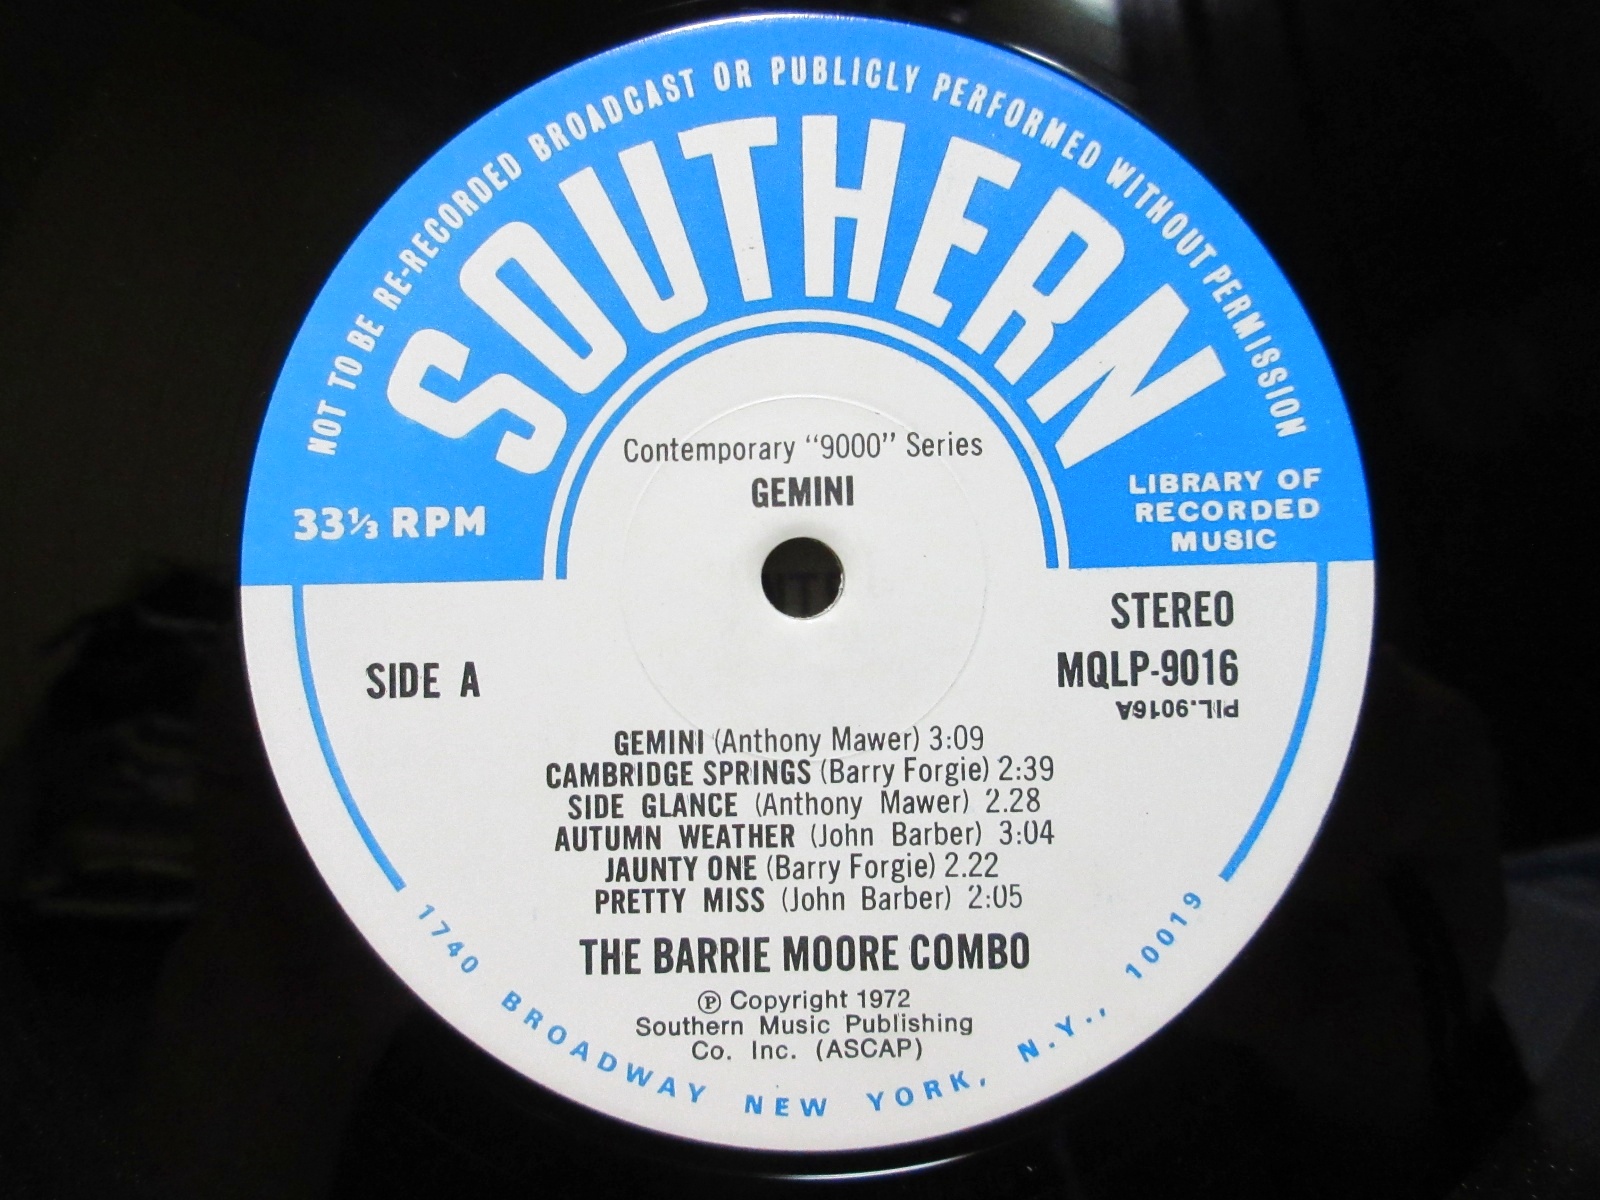 NOT TO BE RE-RECORDED BROADCAST OR PUBLICLY PERFORMED WITHOUT PERMISSION
SOUTHERN
33⅓ RPM
LIBRARY OF
RECORDED
MUSIC
Contemporary “9000” Series
GEMINI
STEREO
SIDE A
MQLP-9016
PIL.9016A
GEMINI (Anthony Mawer) 3:09
CAMBRIDGE SPRINGS (Barry Forgie) 2:39
SIDE GLANCE (Anthony Mawer) 2.28
AUTUMN WEATHER (John Barber) 3:04
JAUNTY ONE (Barry Forgie) 2.22
PRETTY MISS (John Barber) 2:05
THE BARRIE MOORE COMBO
℗ Copyright 1972
Southern Music Publishing
Co. Inc. (ASCAP)
1740 BROADWAY NEW YORK, N.Y., 10019